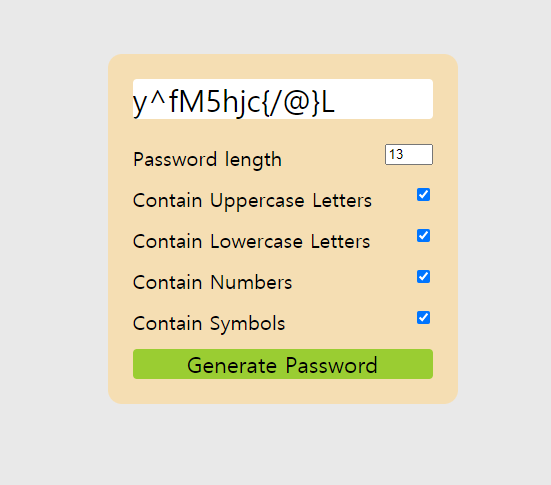 y^fM5hjc{/@}L
Password length 13
Contain Uppercase Letters
Contain Lowercase Letters
Contain Numbers
Contain Symbols
Generate Password